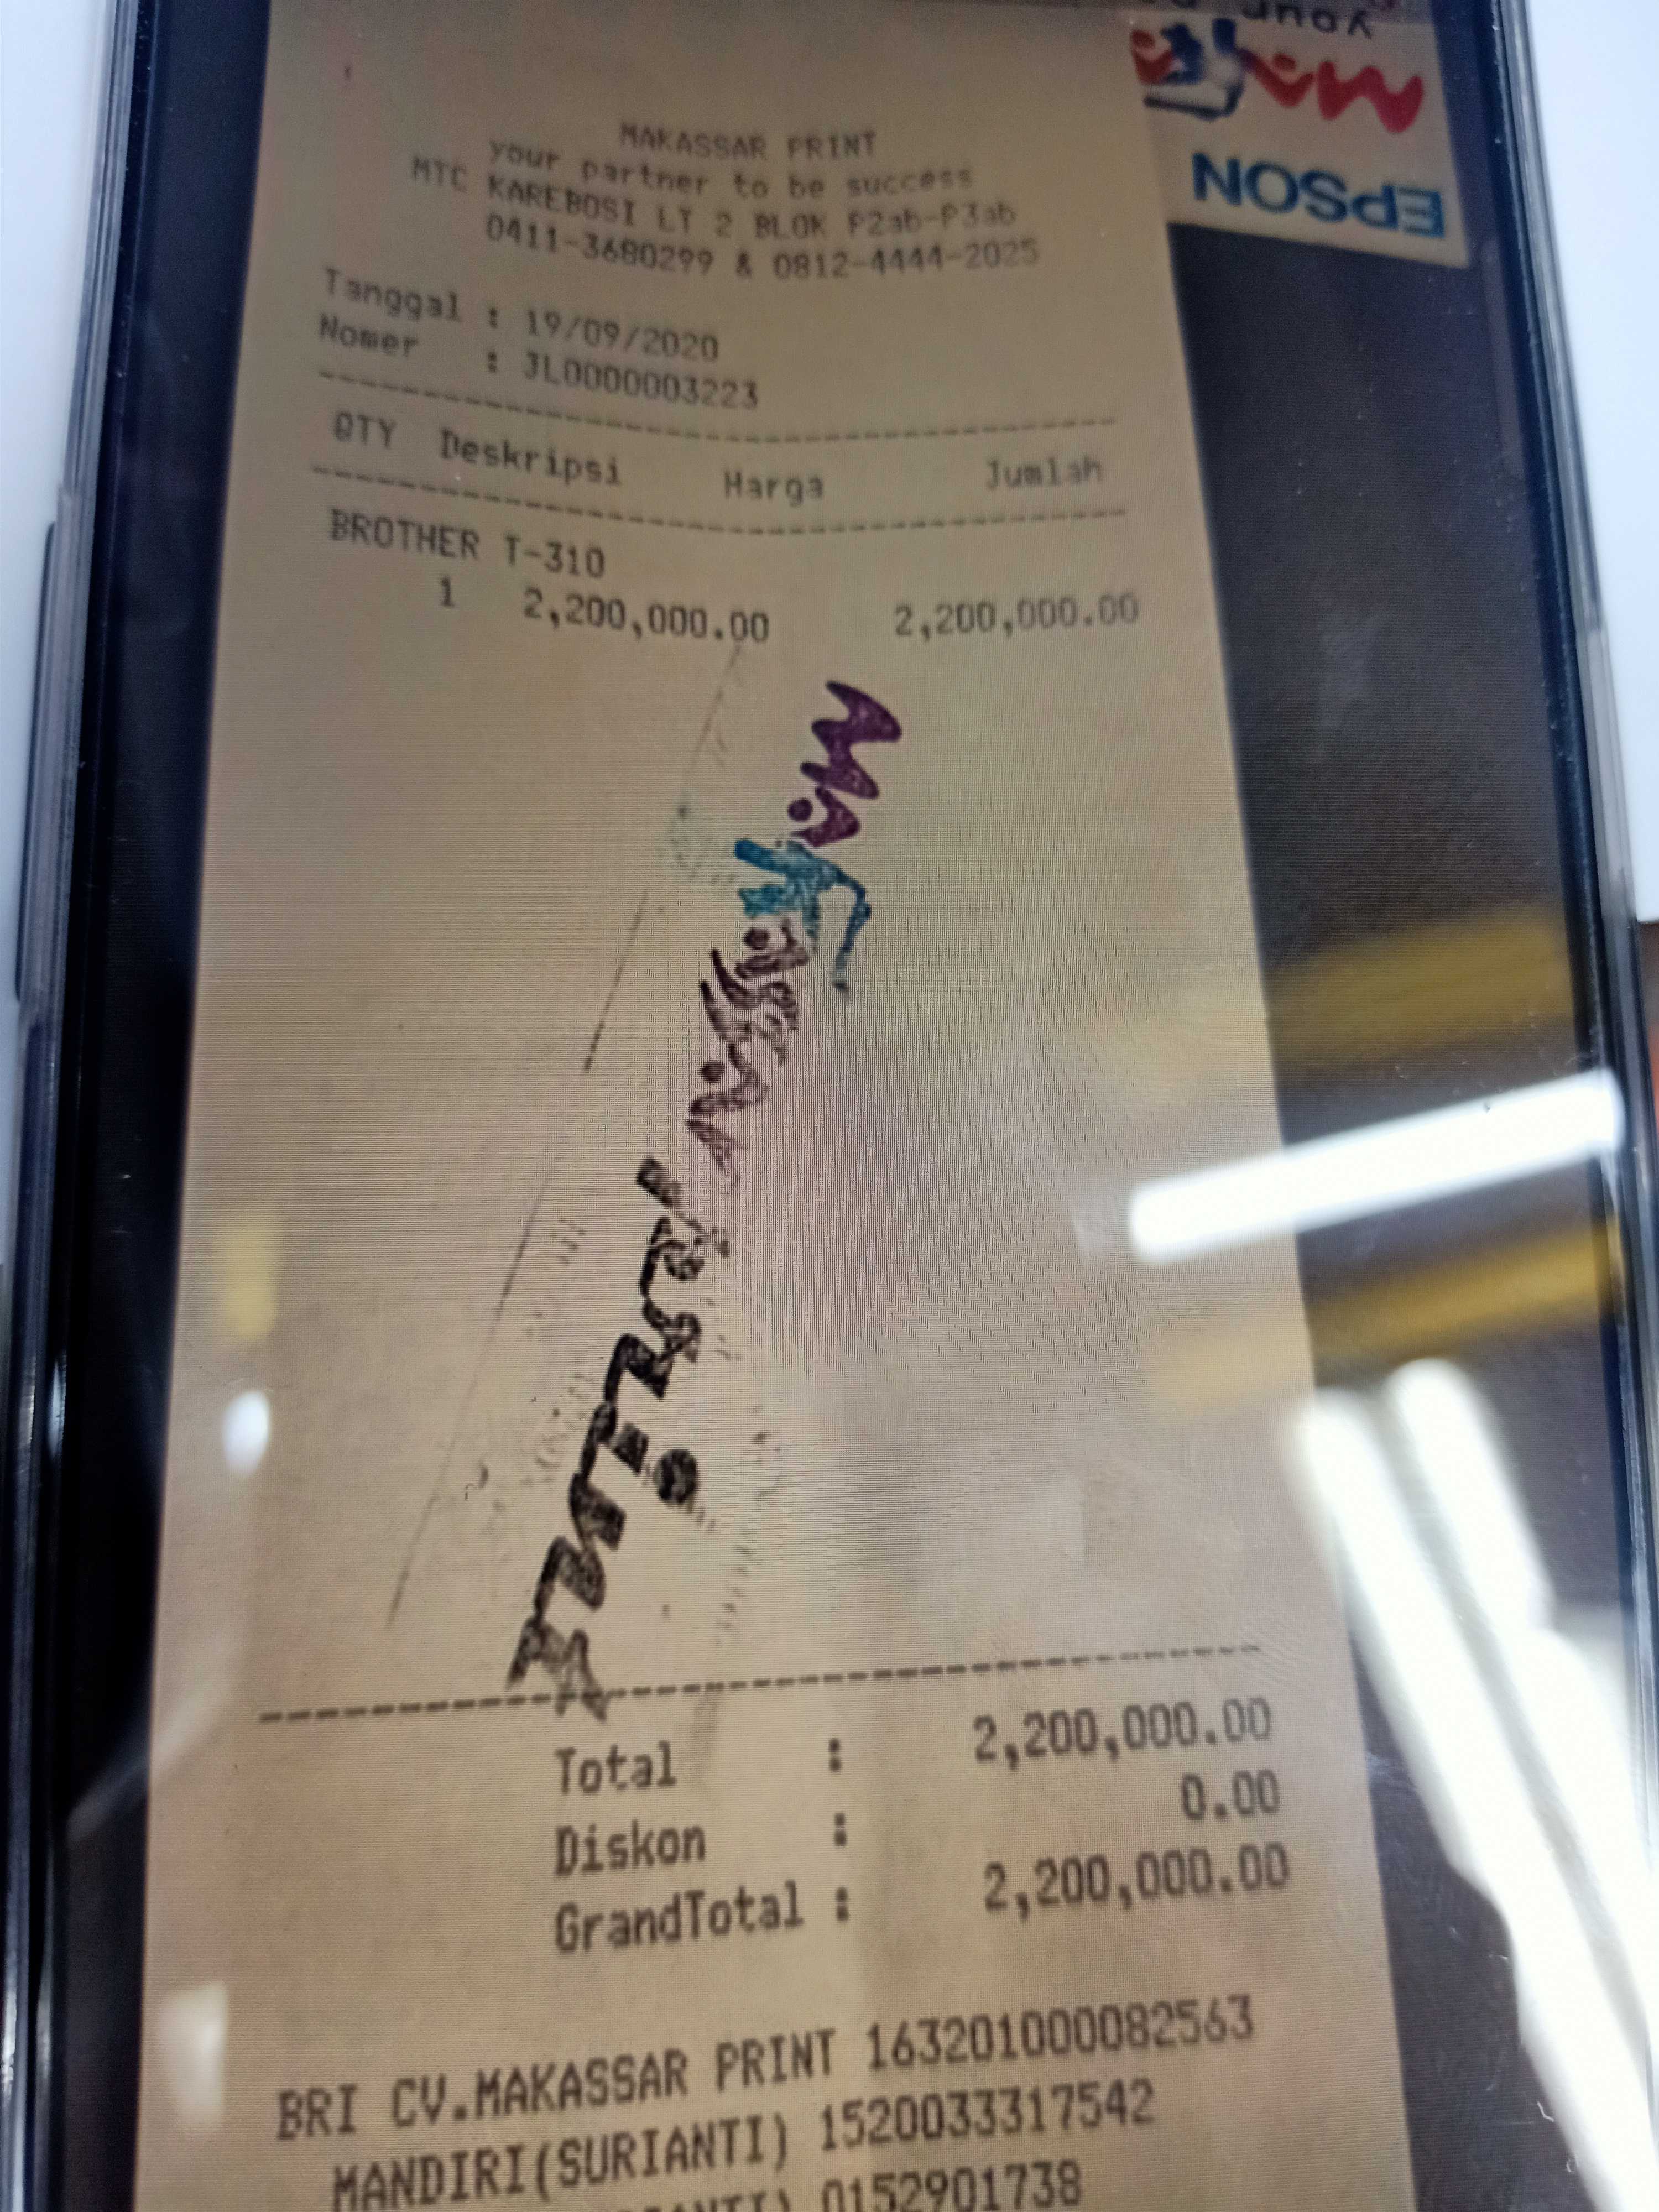 MAKASSAR PRINT
your partner to be success
MTC KAREBOSI LT 2 BLOK P2ab-P3ab
0411-3680299 & 0812-4444-2025
Tanggal : 19/09/2020
Nomer : JL0000003223
QTY Deskripsi Harga Jumlah
BROTHER T-310
1 2,200,000.00 2,200,000.00
Total : 2,200,000.00
Diskon : 0.00
GrandTotal : 2,200,000.00
BRI CV.MAKASSAR PRINT 163201000082563
MANDIRI(SURIANTI) 1520033317542
0152901738
your
EPSON